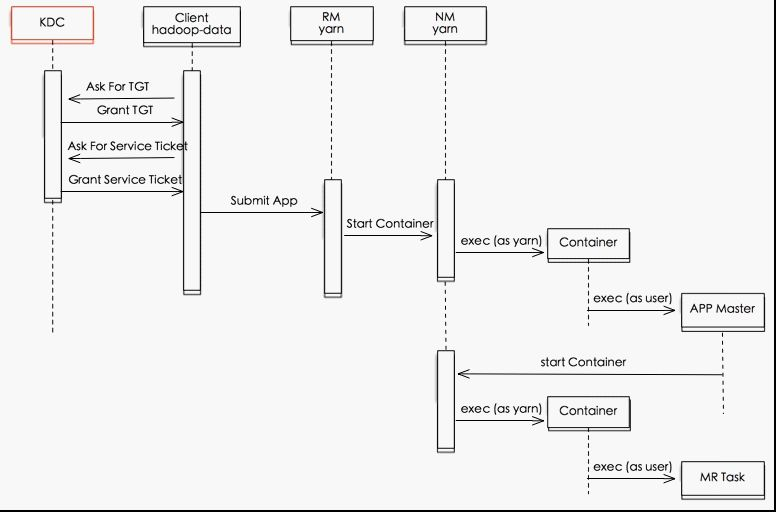 KDC
Client
hadoop-data
RM
yarn
NM
yarn
Ask For TGT
Grant TGT
Ask For Service Ticket
Grant Service Ticket
Submit App
Start Container
exec (as yarn)
Container
exec (as user)
APP Master
start Container
exec (as yarn)
Container
exec (as user)
MR Task